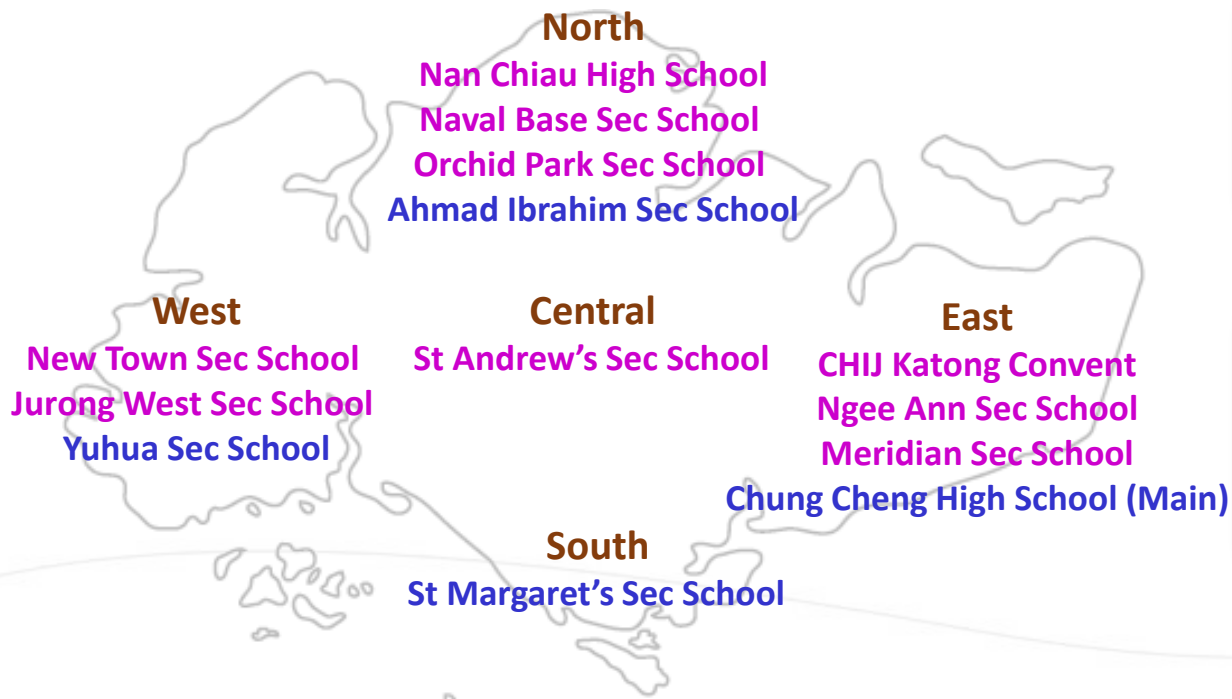 North
Nan Chiau High School
Naval Base Sec School
Orchid Park Sec School
Ahmad Ibrahim Sec School
West
New Town Sec School
Jurong West Sec School
Yuhua Sec School
Central
St Andrew’s Sec School
East
CHIJ Katong Convent
Ngee Ann Sec School
Meridian Sec School
Chung Cheng High School (Main)
South
St Margaret’s Sec School